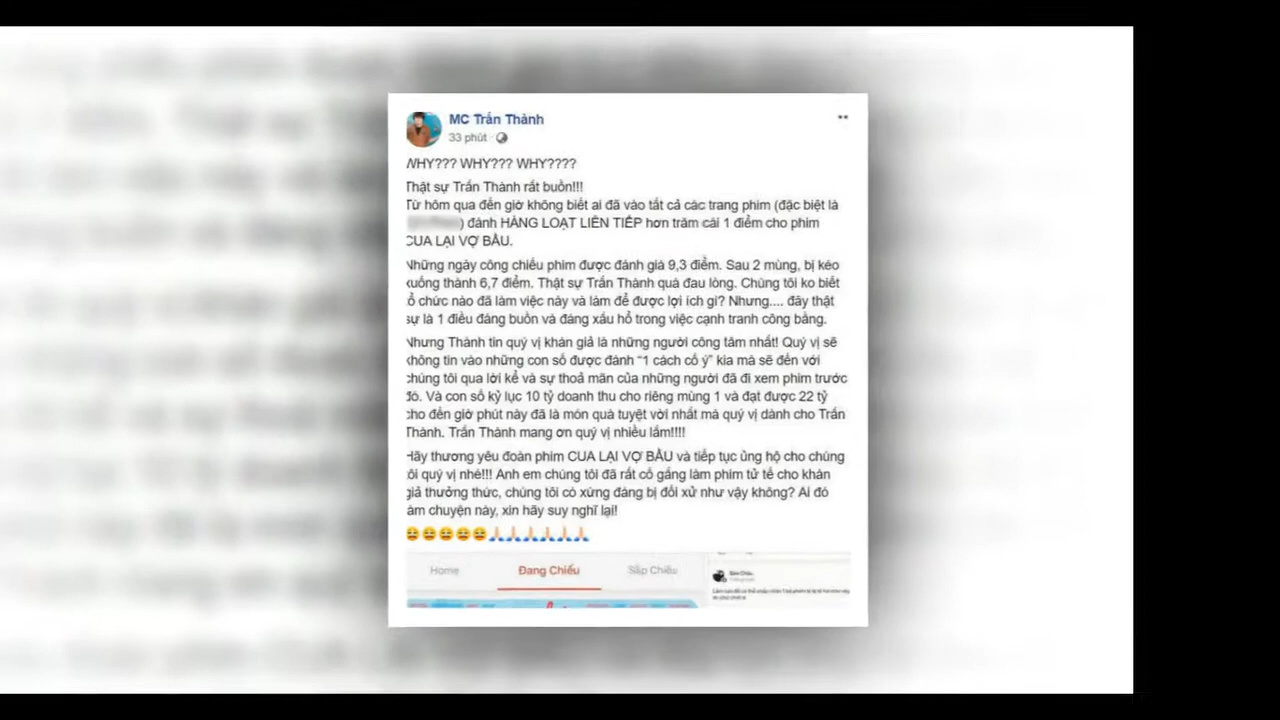 MC Trấn Thành
33 phút
WHY??? WHY??? WHY????
Thật sự Trấn Thành rất buồn!!!
Từ hôm qua đến giờ không biết ai đã vào tất cả các trang phim (đặc biệt là
) đánh HÀNG LOẠT LIÊN TIẾP hơn trăm cái 1 điểm cho phim
CUA LẠI VỢ BẦU.
Những ngày công chiếu phim được đánh giá 9,3 điểm. Sau 2 mùng, bị kéo
xuống thành 6,7 điểm. Thật sự Trấn Thành quá đau lòng. Chúng tôi ko biết
tổ chức nào đã làm việc này và làm để được lợi ích gì? Nhưng.... đây thật
sự là 1 điều đáng buồn và đáng xấu hổ trong việc cạnh tranh công bằng.
Nhưng Thành tin quý vị khán giả là những người công tâm nhất! Quý vị sẽ
không tin vào những con số được đánh “1 cách cố ý” kia mà sẽ đến với
chúng tôi qua lời kể và sự thoả mãn của những người đã đi xem phim trước
đó. Và con số kỷ lục 10 tỷ doanh thu cho riêng mùng 1 và đạt được 22 tỷ
cho đến giờ phút này đã là món quà tuyệt vời nhất mà quý vị dành cho Trấn
Thành. Trấn Thành mang ơn quý vị nhiều lắm!!!!
Hãy thương yêu đoàn phim CUA LẠI VỢ BẦU và tiếp tục ủng hộ cho chúng
tôi quý vị nhé!!! Anh em chúng tôi đã rất cố gắng làm phim tử tế cho khán
giả thưởng thức, chúng tôi có xứng đáng bị đối xử như vậy không? Ai đó
làm chuyện này, xin hãy suy nghĩ lại!
Home Đang Chiếu Sắp Chiếu